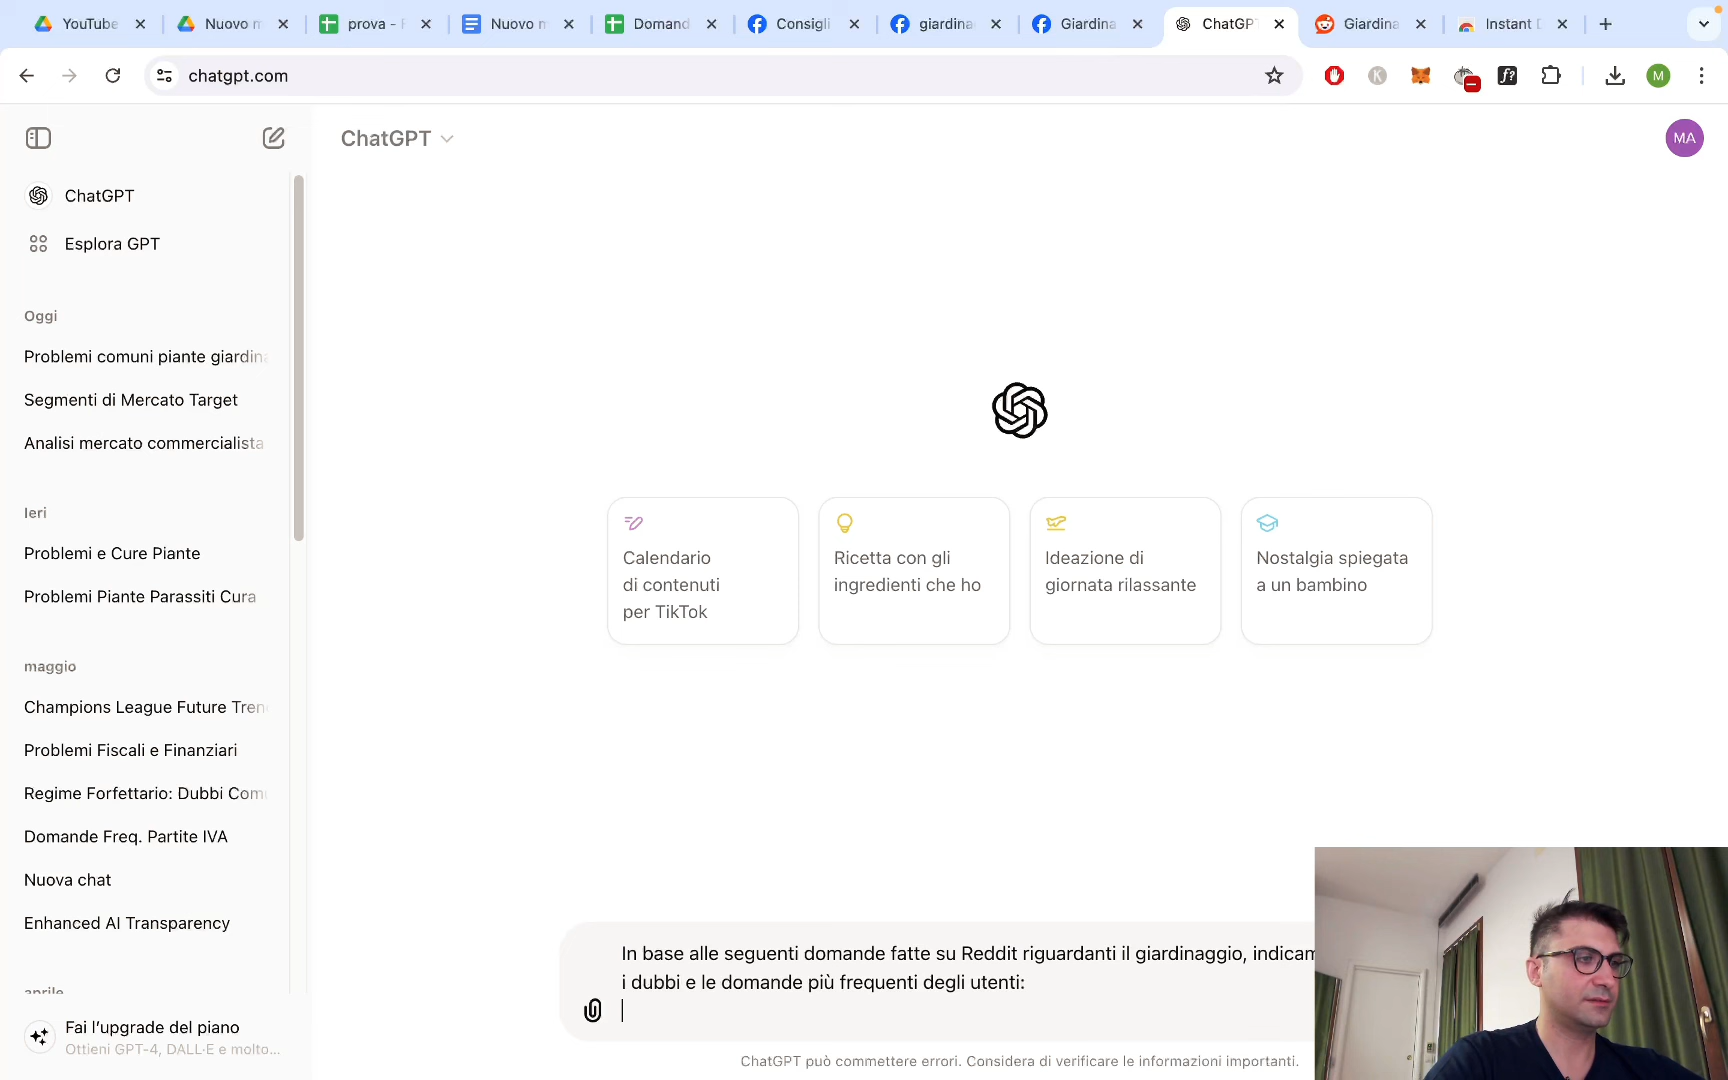 YouTube
Nuovo m
prova - F
Nuovo m
Domand
Consigli
giardina
Giardina
ChatGPT
Giardina
Instant D
chatgpt.com
K
f?
M
ChatGPT
MA
ChatGPT
Esplora GPT
Oggi
Problemi comuni piante giardina
Segmenti di Mercato Target
Analisi mercato commercialista
Ieri
Problemi e Cure Piante
Problemi Piante Parassiti Cura
maggio
Champions League Future Tren
Problemi Fiscali e Finanziari
Regime Forfettario: Dubbi Com
Domande Freq. Partite IVA
Nuova chat
Enhanced AI Transparency
aprile
Fai l’upgrade del piano
Ottieni GPT-4, DALL·E e molto...
Calendario
di contenuti
per TikTok
Ricetta con gli
ingredienti che ho
Ideazione di
giornata rilassante
Nostalgia spiegata
a un bambino
In base alle seguenti domande fatte su Reddit riguardanti il giardinaggio, indicam
i dubbi e le domande più frequenti degli utenti:
ChatGPT può commettere errori. Considera di verificare le informazioni importanti.